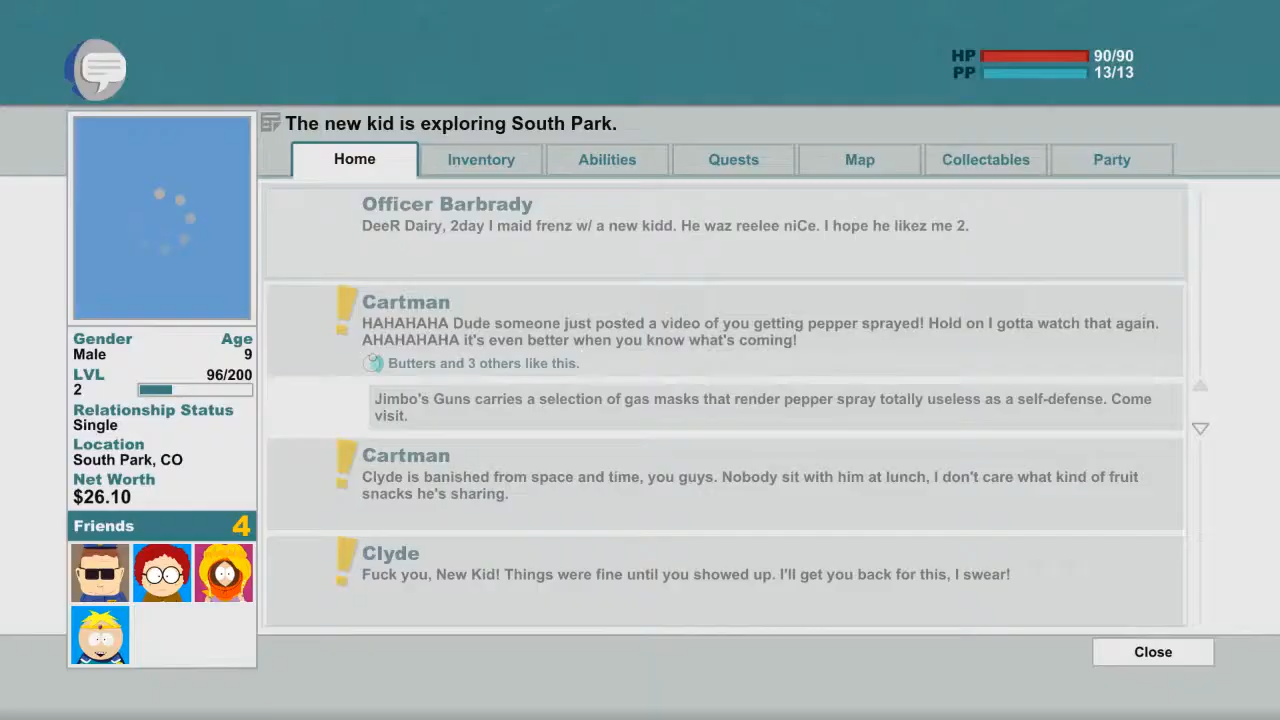 HP 90/90
PP 13/13
The new kid is exploring South Park.
Home Inventory Abilities Quests Map Collectables Party
Officer Barbrady
DeeR Dairy, 2day I maid frenz w/ a new kidd. He waz reelee niCe. I hope he likez me 2.
Cartman
HAHAHAHA Dude someone just posted a video of you getting pepper sprayed! Hold on I gotta watch that again.
AHAHAHAHA it's even better when you know what's coming!
Butters and 3 others like this.
Jimbo's Guns carries a selection of gas masks that render pepper spray totally useless as a self-defense. Come
visit.
Cartman
Clyde is banished from space and time, you guys. Nobody sit with him at lunch, I don't care what kind of fruit
snacks he's sharing.
Clyde
Fuck you, New Kid! Things were fine until you showed up. I'll get you back for this, I swear!
Gender Age
Male 9
LVL 96/200
2
Relationship Status
Single
Location
South Park, CO
Net Worth
$26.10
Friends 4
Close